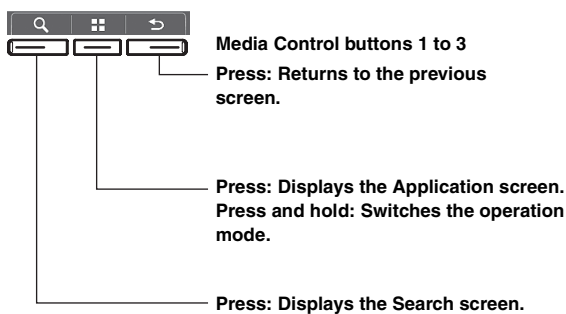 Media Control buttons 1 to 3
Press: Returns to the previous
screen.
Press: Displays the Application screen.
Press and hold: Switches the operation
mode.
Press: Displays the Search screen.